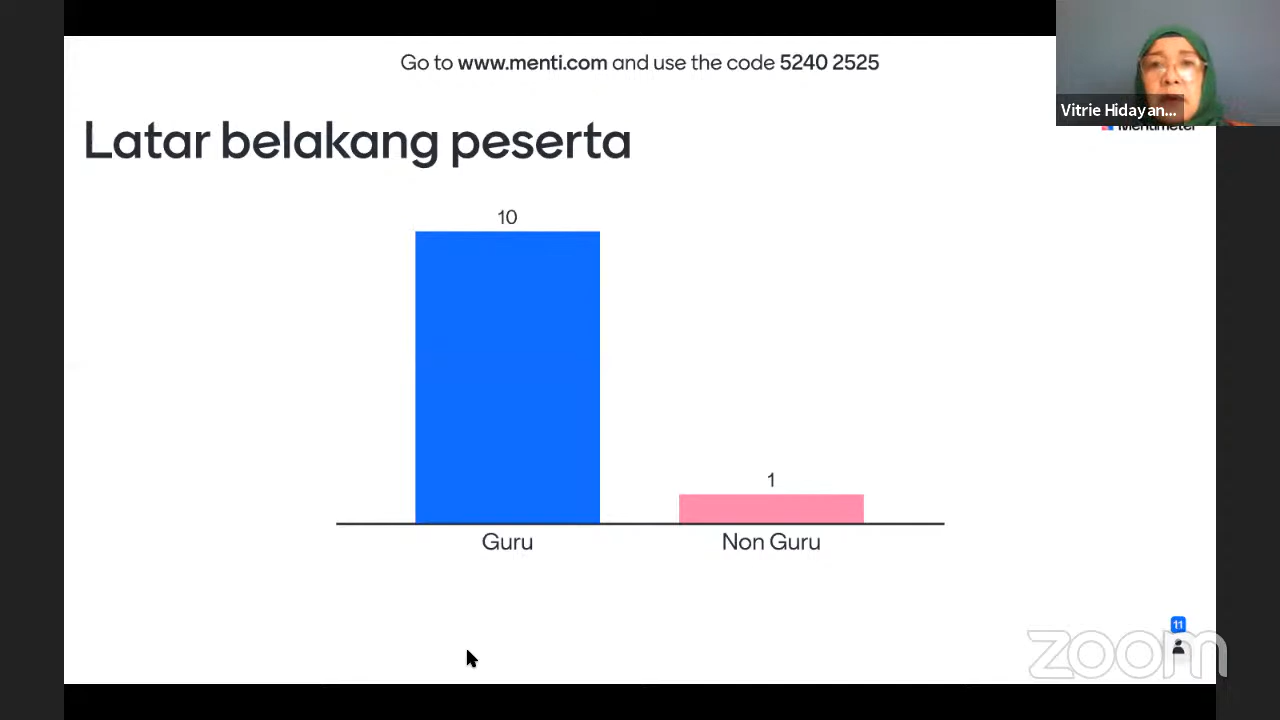 Go to www.menti.com and use the code 5240 2525
Vitrie Hidayan...
Mentimeter
Latar belakang peserta
10
1
Guru
Non Guru
11
zoom